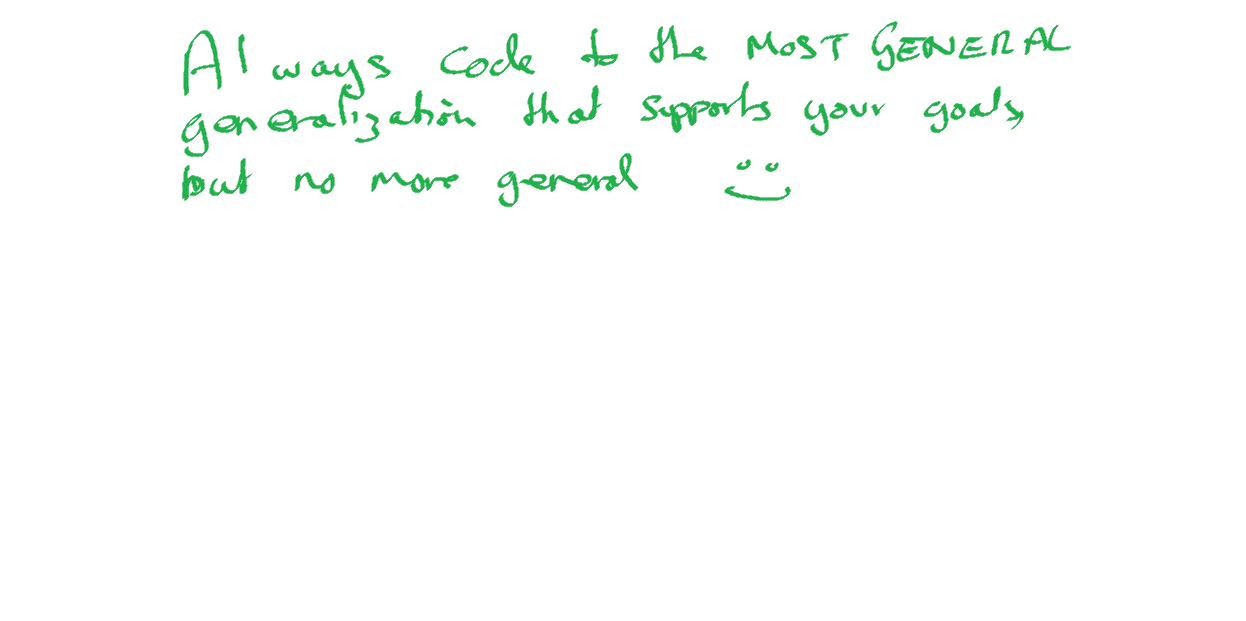 Always code to the MOST GENERAL
generalization that supports your goals,
but no more general